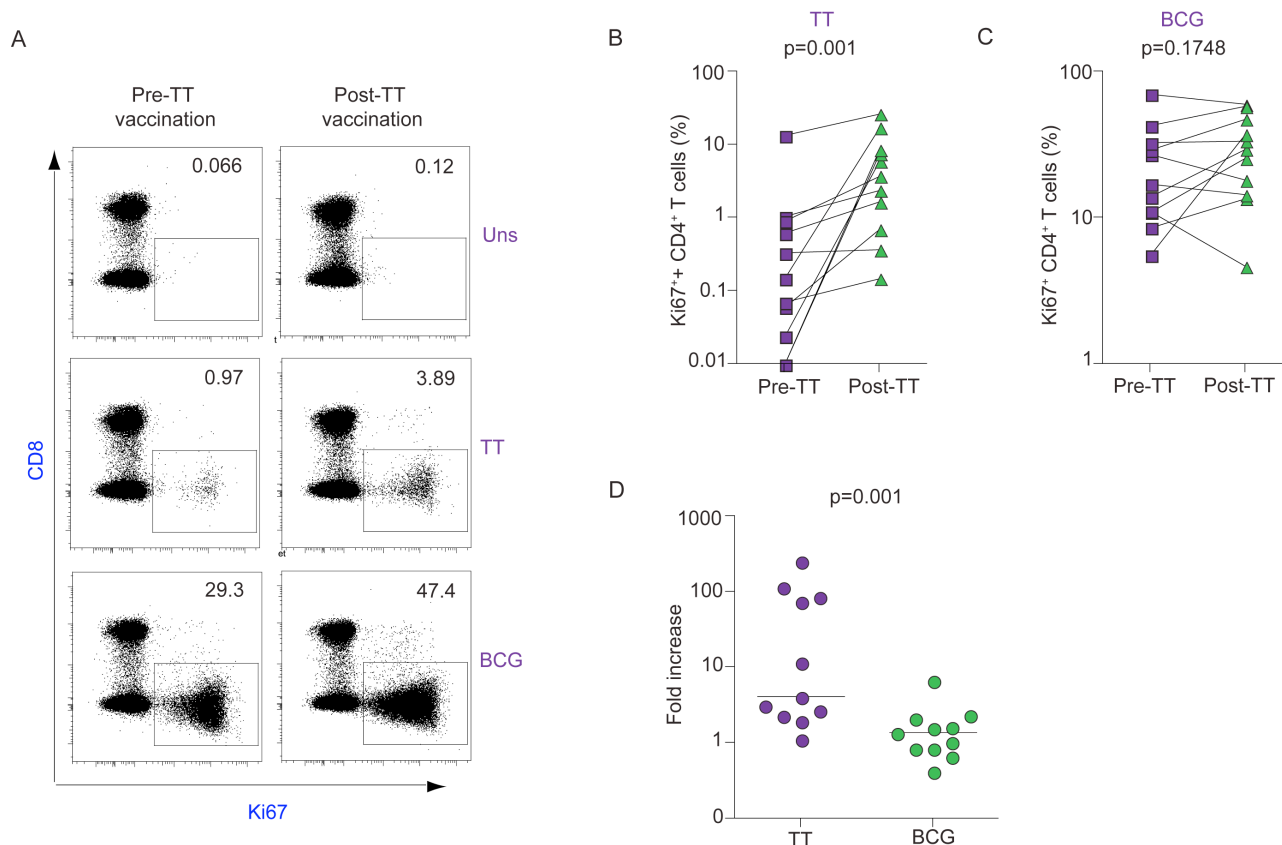 A
Pre-TT
vaccination
Post-TT
vaccination
0.066
0.12
Uns
t
0.97
3.89
TT
et
29.3
47.4
BCG
CD8
Ki67
B
TT
p=0.001
100
10
1
0.1
0.01
Ki67⁺+ CD4⁺ T cells (%)
Pre-TT
Post-TT
C
BCG
p=0.1748
100
10
1
Ki67⁺ CD4⁺ T cells (%)
Pre-TT
Post-TT
D
p=0.001
1000
100
10
1
0
Fold increase
TT
BCG